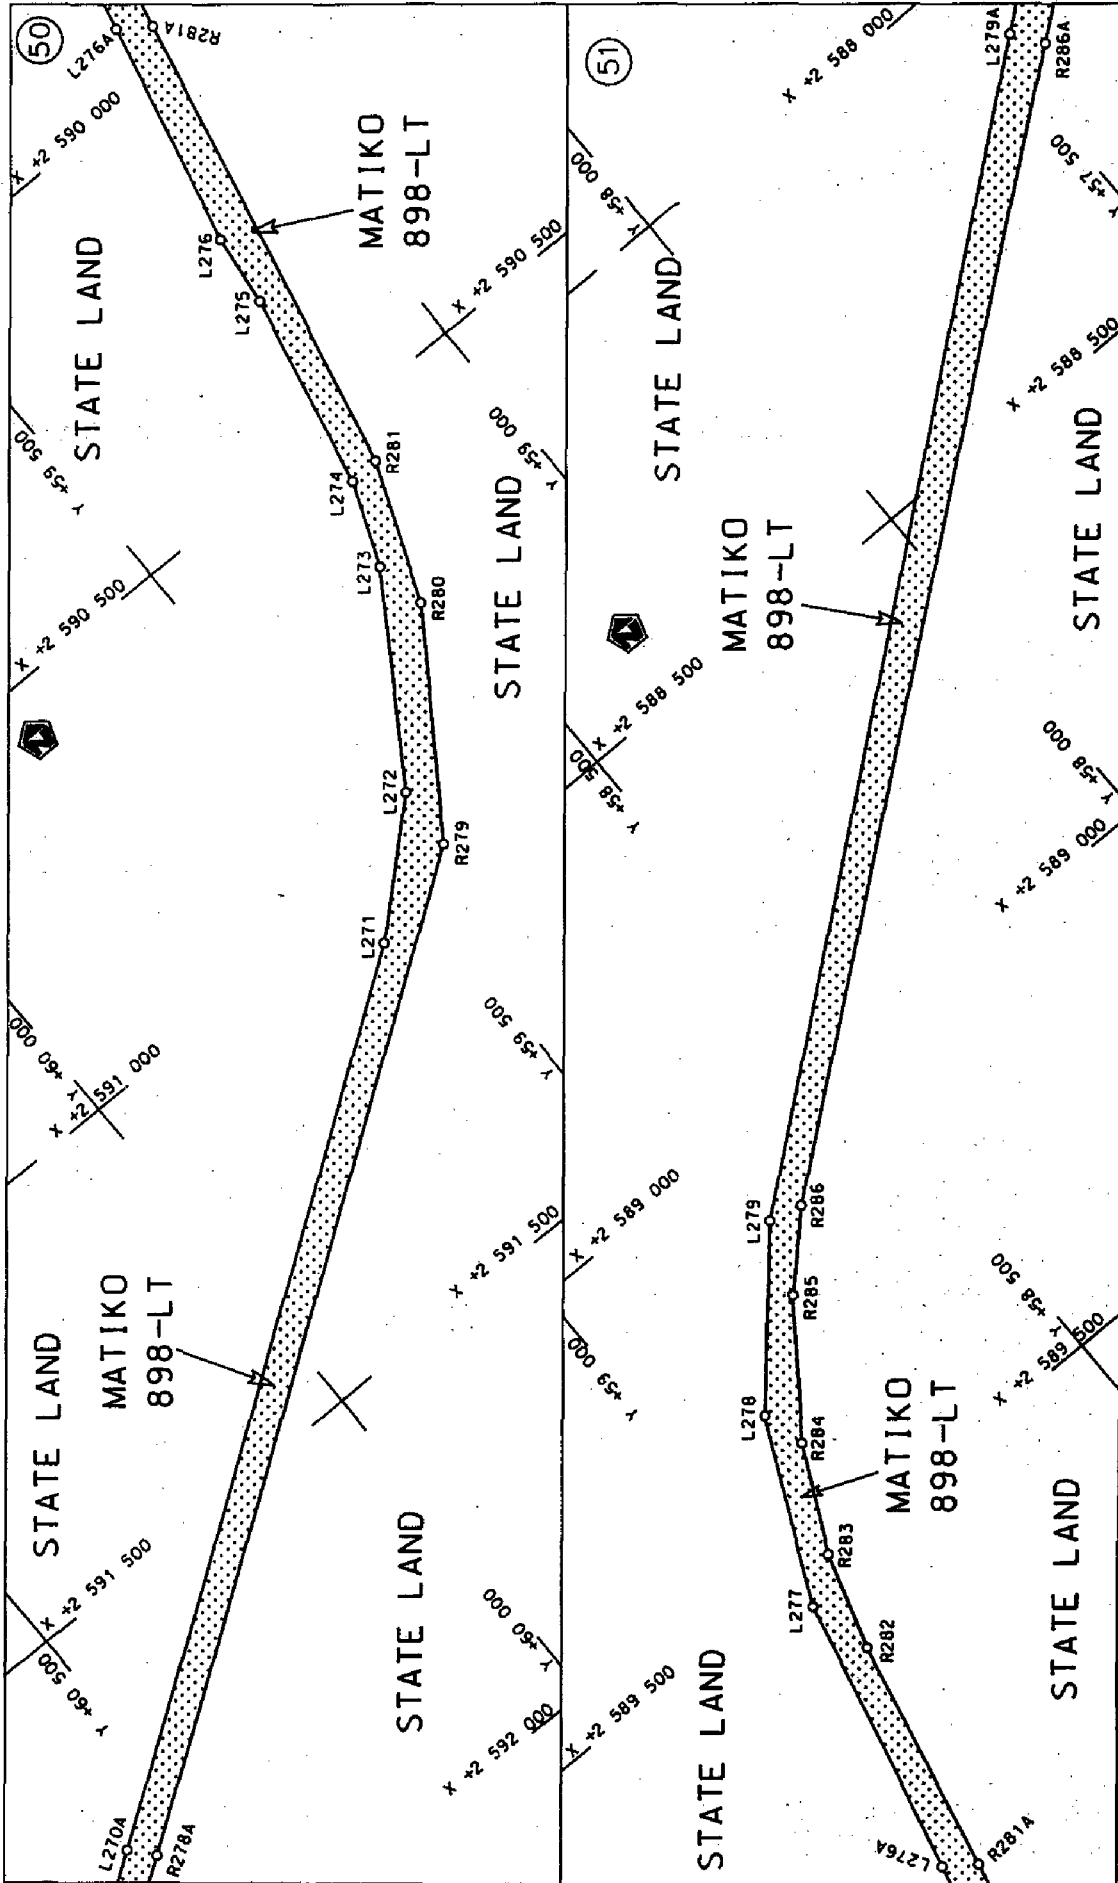 50
L276A
R281A
X +2 590 000
STATE LAND
L276
L275
MATIKO
898-LT
X +2 590 500
Y +59 500
L274
R281
Y +59 000
L273
R280
X +2 590 500
STATE LAND
L272
R279
L271
Y +60 000
X +2 591 000
Y +59 500
X +2 591 500
MATIKO
898-LT
STATE LAND
X +2 591 500
STATE LAND
Y +60 500
Y +60 000
X +2 592 000
L270A
R278A
51
X +2 588 000
L279A
R286A
Y +58 000
Y +57 500
STATE LAND
X +2 588 500
MATIKO
898-LT
STATE LAND
X +2 588 500
Y +58 500
Y +58 000
X +2 589 000
L279
R286
X +2 589 000
R285
Y +58 500
Y +59 000
X +2 589 500
L278
R284
MATIKO
898-LT
R283
L277
R282
STATE LAND
STATE LAND
X +2 589 500
L276A
R281A